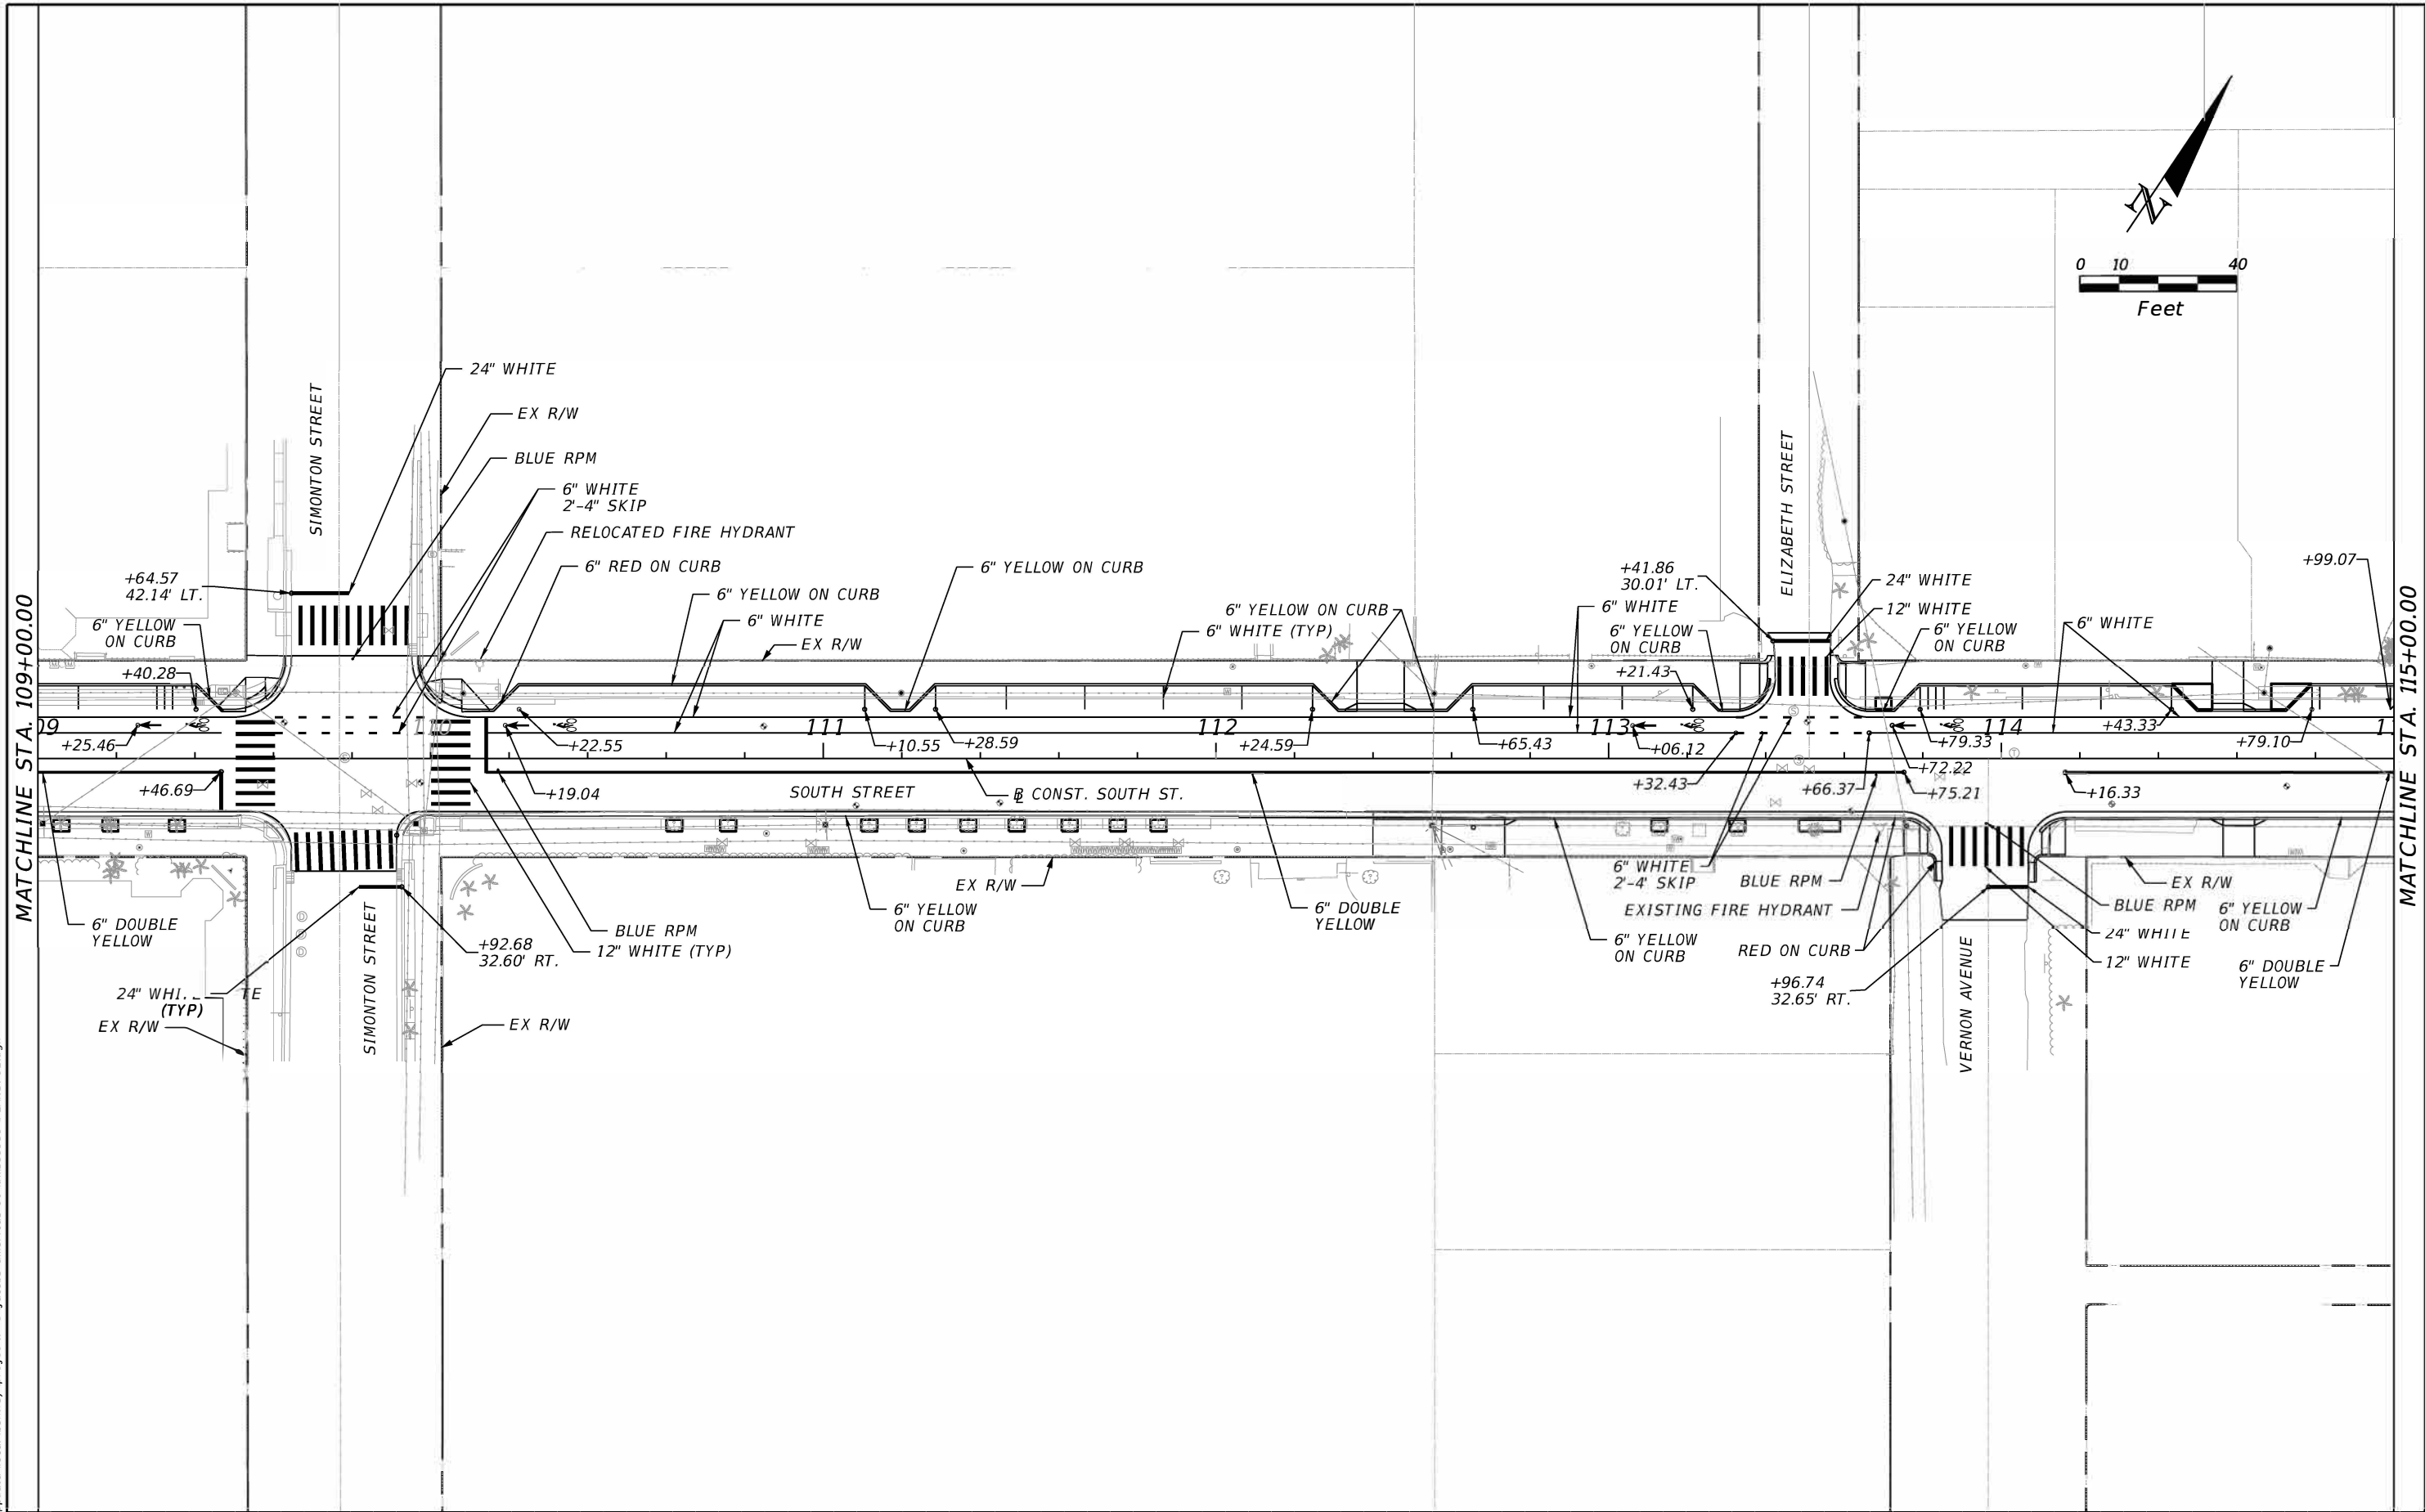 N
0 10 40
Feet
SIMONTON STREET
24" WHITE
EX R/W
BLUE RPM
6" WHITE
2'-4" SKIP
RELOCATED FIRE HYDRANT
6" RED ON CURB
6" YELLOW ON CURB
6" WHITE
EX R/W
6" YELLOW ON CURB
6" YELLOW ON CURB
6" WHITE (TYP)
6" WHITE
6" YELLOW
ON CURB
+21.43
+41.86
30.01' LT.
ELIZABETH STREET
24" WHITE
12" WHITE
6" YELLOW
ON CURB
6" WHITE
+99.07
+64.57
42.14' LT.
6" YELLOW
ON CURB
+40.28
MATCHLINE STA. 109+00.00
MATCHLINE STA. 115+00.00
09
110
111
112
113
114
1
+25.46
+22.55
+10.55
+28.59
+24.59
+65.43
+06.12
+79.33
+72.22
+43.33
+79.10
+46.69
+19.04
SOUTH STREET
BL CONST. SOUTH ST.
+32.43
+66.37
+75.21
+16.33
6" DOUBLE
YELLOW
24" WHI
TE
(TYP)
EX R/W
SIMONTON STREET
+92.68
32.60' RT.
EX R/W
BLUE RPM
12" WHITE (TYP)
6" YELLOW
ON CURB
EX R/W
6" DOUBLE
YELLOW
6" YELLOW
ON CURB
6" WHITE
2'-4' SKIP
BLUE RPM
EXISTING FIRE HYDRANT
RED ON CURB
+96.74
32.65' RT.
VERNON AVENUE
EX R/W
BLUE RPM
24" WHITE
12" WHITE
6" YELLOW
ON CURB
6" DOUBLE
YELLOW